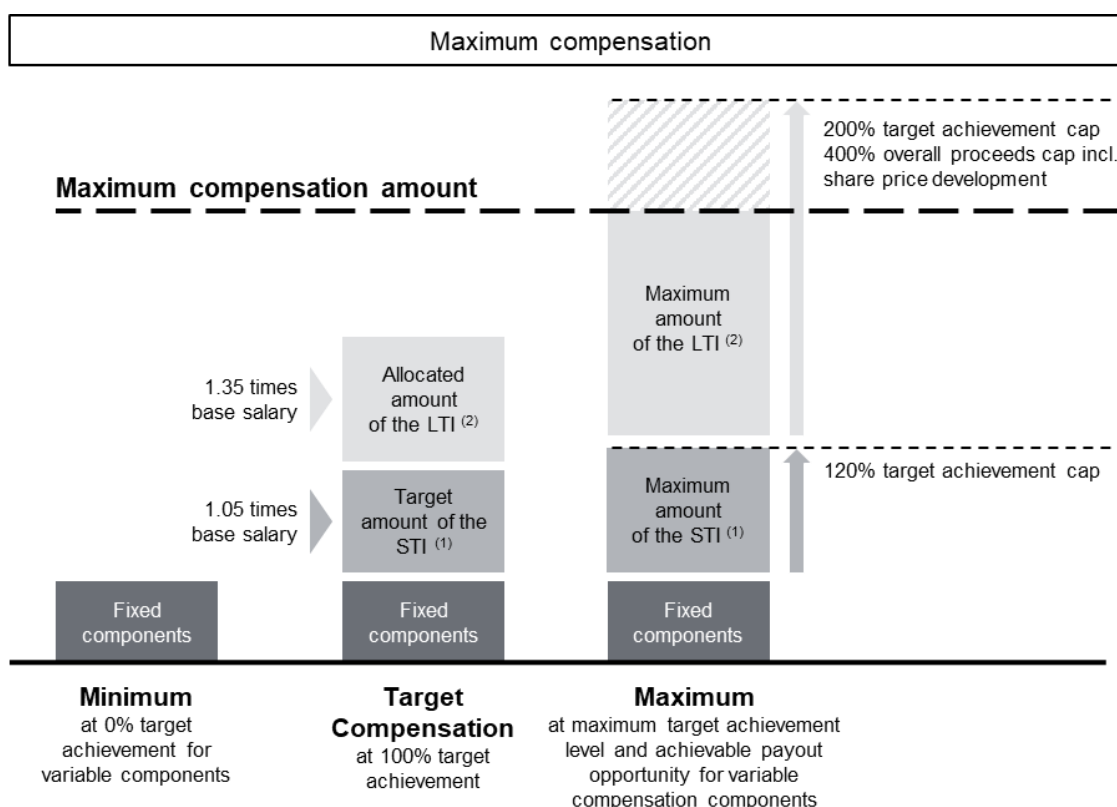 Maximum compensation
200% target achievement cap
400% overall proceeds cap incl.
share price development
Maximum compensation amount
Maximum
amount
of the LTI (2)
1.35 times
base salary
Allocated
amount
of the LTI (2)
120% target achievement cap
1.05 times
base salary
Target
amount of the
STI (1)
Maximum
amount
of the STI (1)
Fixed
components
Fixed
components
Fixed
components
Minimum
at 0% target
achievement for
variable components
Target
Compensation
at 100% target
achievement
Maximum
at maximum target achievement
level and achievable payout
opportunity for variable
compensation components